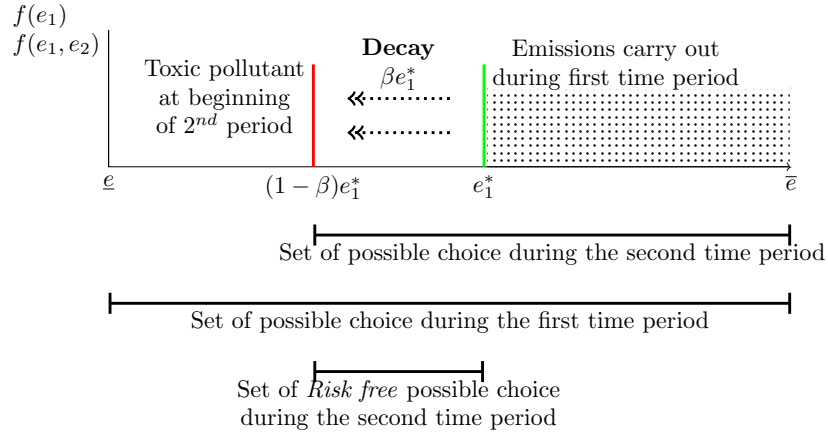 f(e₁)
f(e₁, e₂)
Decay
βe₁*
Emissions carry out
during first time period
Toxic pollutant
at beginning
of 2ⁿᵈ period
e̲
(1 − β)e₁*
e₁*
e̅
Set of possible choice during the second time period
Set of possible choice during the first time period
Set of Risk free possible choice
during the second time period